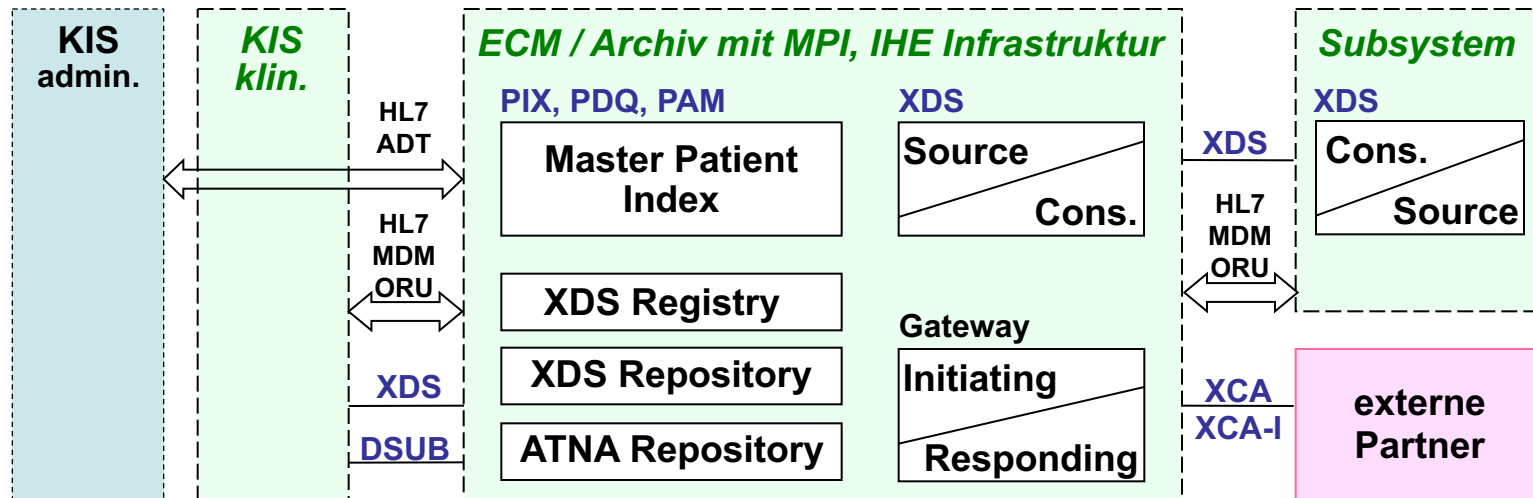 KIS
admin.
KIS
klin.
HL7
ADT
HL7
MDM
ORU
XDS
DSUB
ECM / Archiv mit MPI, IHE Infrastruktur
PIX, PDQ, PAM
Master Patient
Index
XDS Registry
XDS Repository
ATNA Repository
XDS
Source
Cons.
Gateway
Initiating
Responding
XDS
HL7
MDM
ORU
XCA
XCA-I
Subsystem
XDS
Cons.
Source
externe
Partner